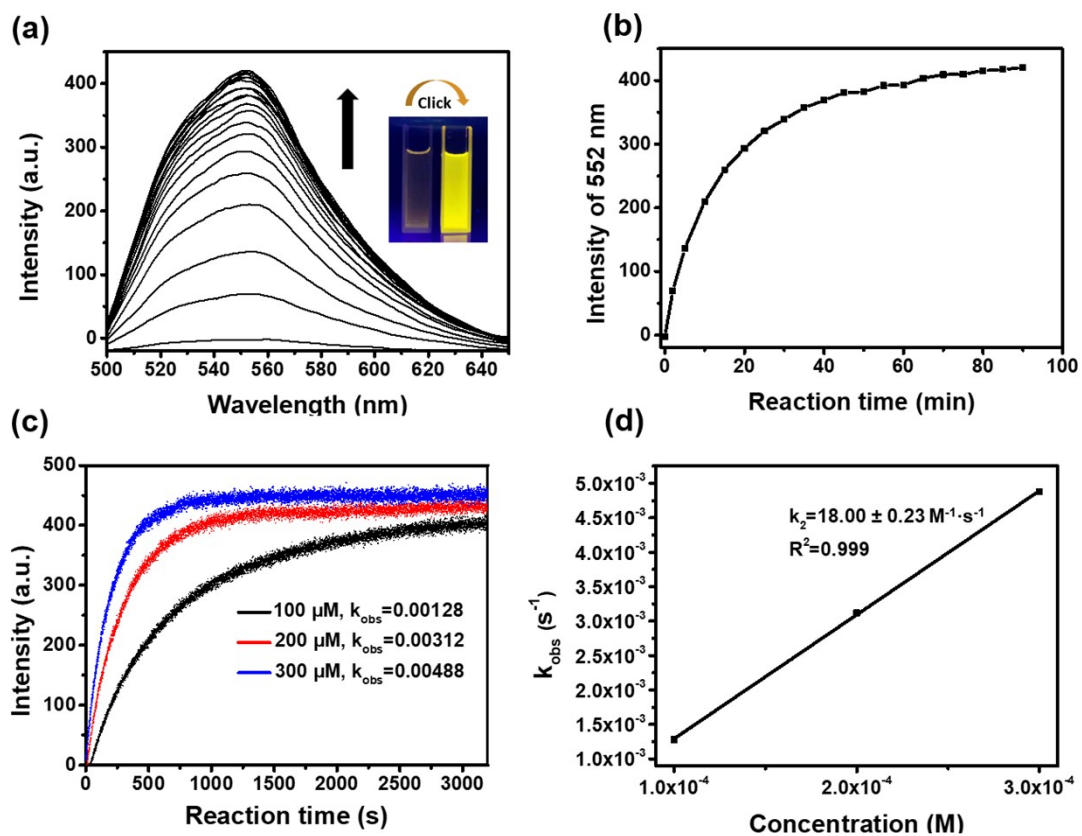 (a)
Intensity (a.u.)
400
300
200
100
0
500 520 540 560 580 600 620 640
Wavelength (nm)
Click
(b)
Intensity of 552 nm
400
300
200
100
0
0 20 40 60 80 100
Reaction time (min)
(c)
Intensity (a.u.)
500
400
300
200
100
0
0 500 1000 1500 2000 2500 3000
Reaction time (s)
100 μM, kobs=0.00128
200 μM, kobs=0.00312
300 μM, kobs=0.00488
(d)
kobs (s⁻¹)
5.0x10⁻³
4.5x10⁻³
4.0x10⁻³
3.5x10⁻³
3.0x10⁻³
2.5x10⁻³
2.0x10⁻³
1.5x10⁻³
1.0x10⁻³
k₂=18.00 ± 0.23 M⁻¹·s⁻¹
R²=0.999
1.0x10⁻⁴ 2.0x10⁻⁴ 3.0x10⁻⁴
Concentration (M)